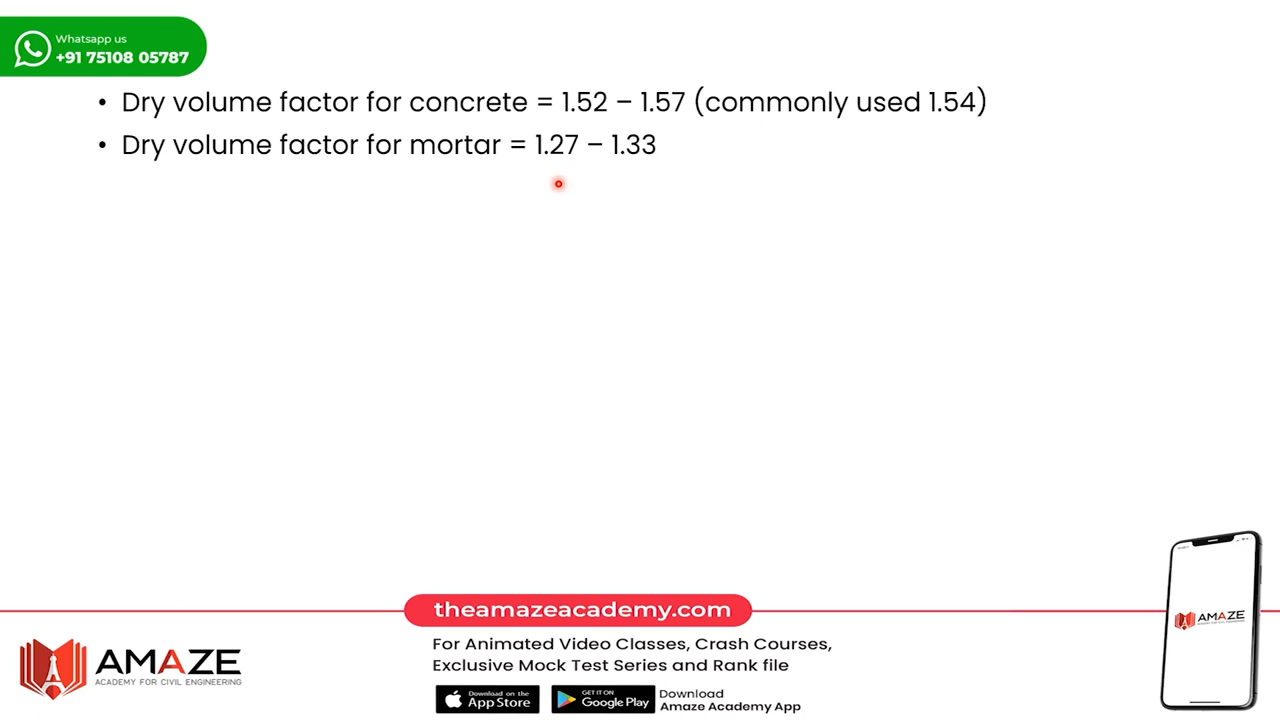 Whatsapp us
+91 75108 05787
• Dry volume factor for concrete = 1.52 – 1.57 (commonly used 1.54)
• Dry volume factor for mortar = 1.27 – 1.33
theamazeacademy.com
For Animated Video Classes, Crash Courses,
Exclusive Mock Test Series and Rank file
AMAZE
ACADEMY FOR CIVIL ENGINEERING
Download on the
App Store
GET IT ON
Google Play
Download
Amaze Academy App
AMAZE